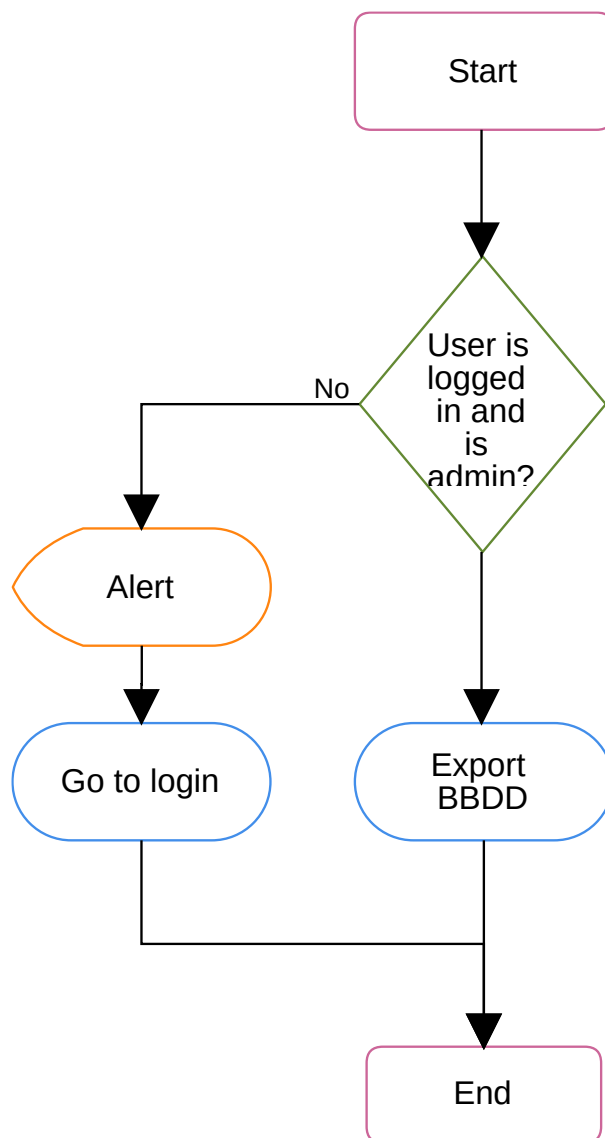 Start
User is
logged
in and
is
admin?
No
Alert
Go to login
Export
BBDD
End